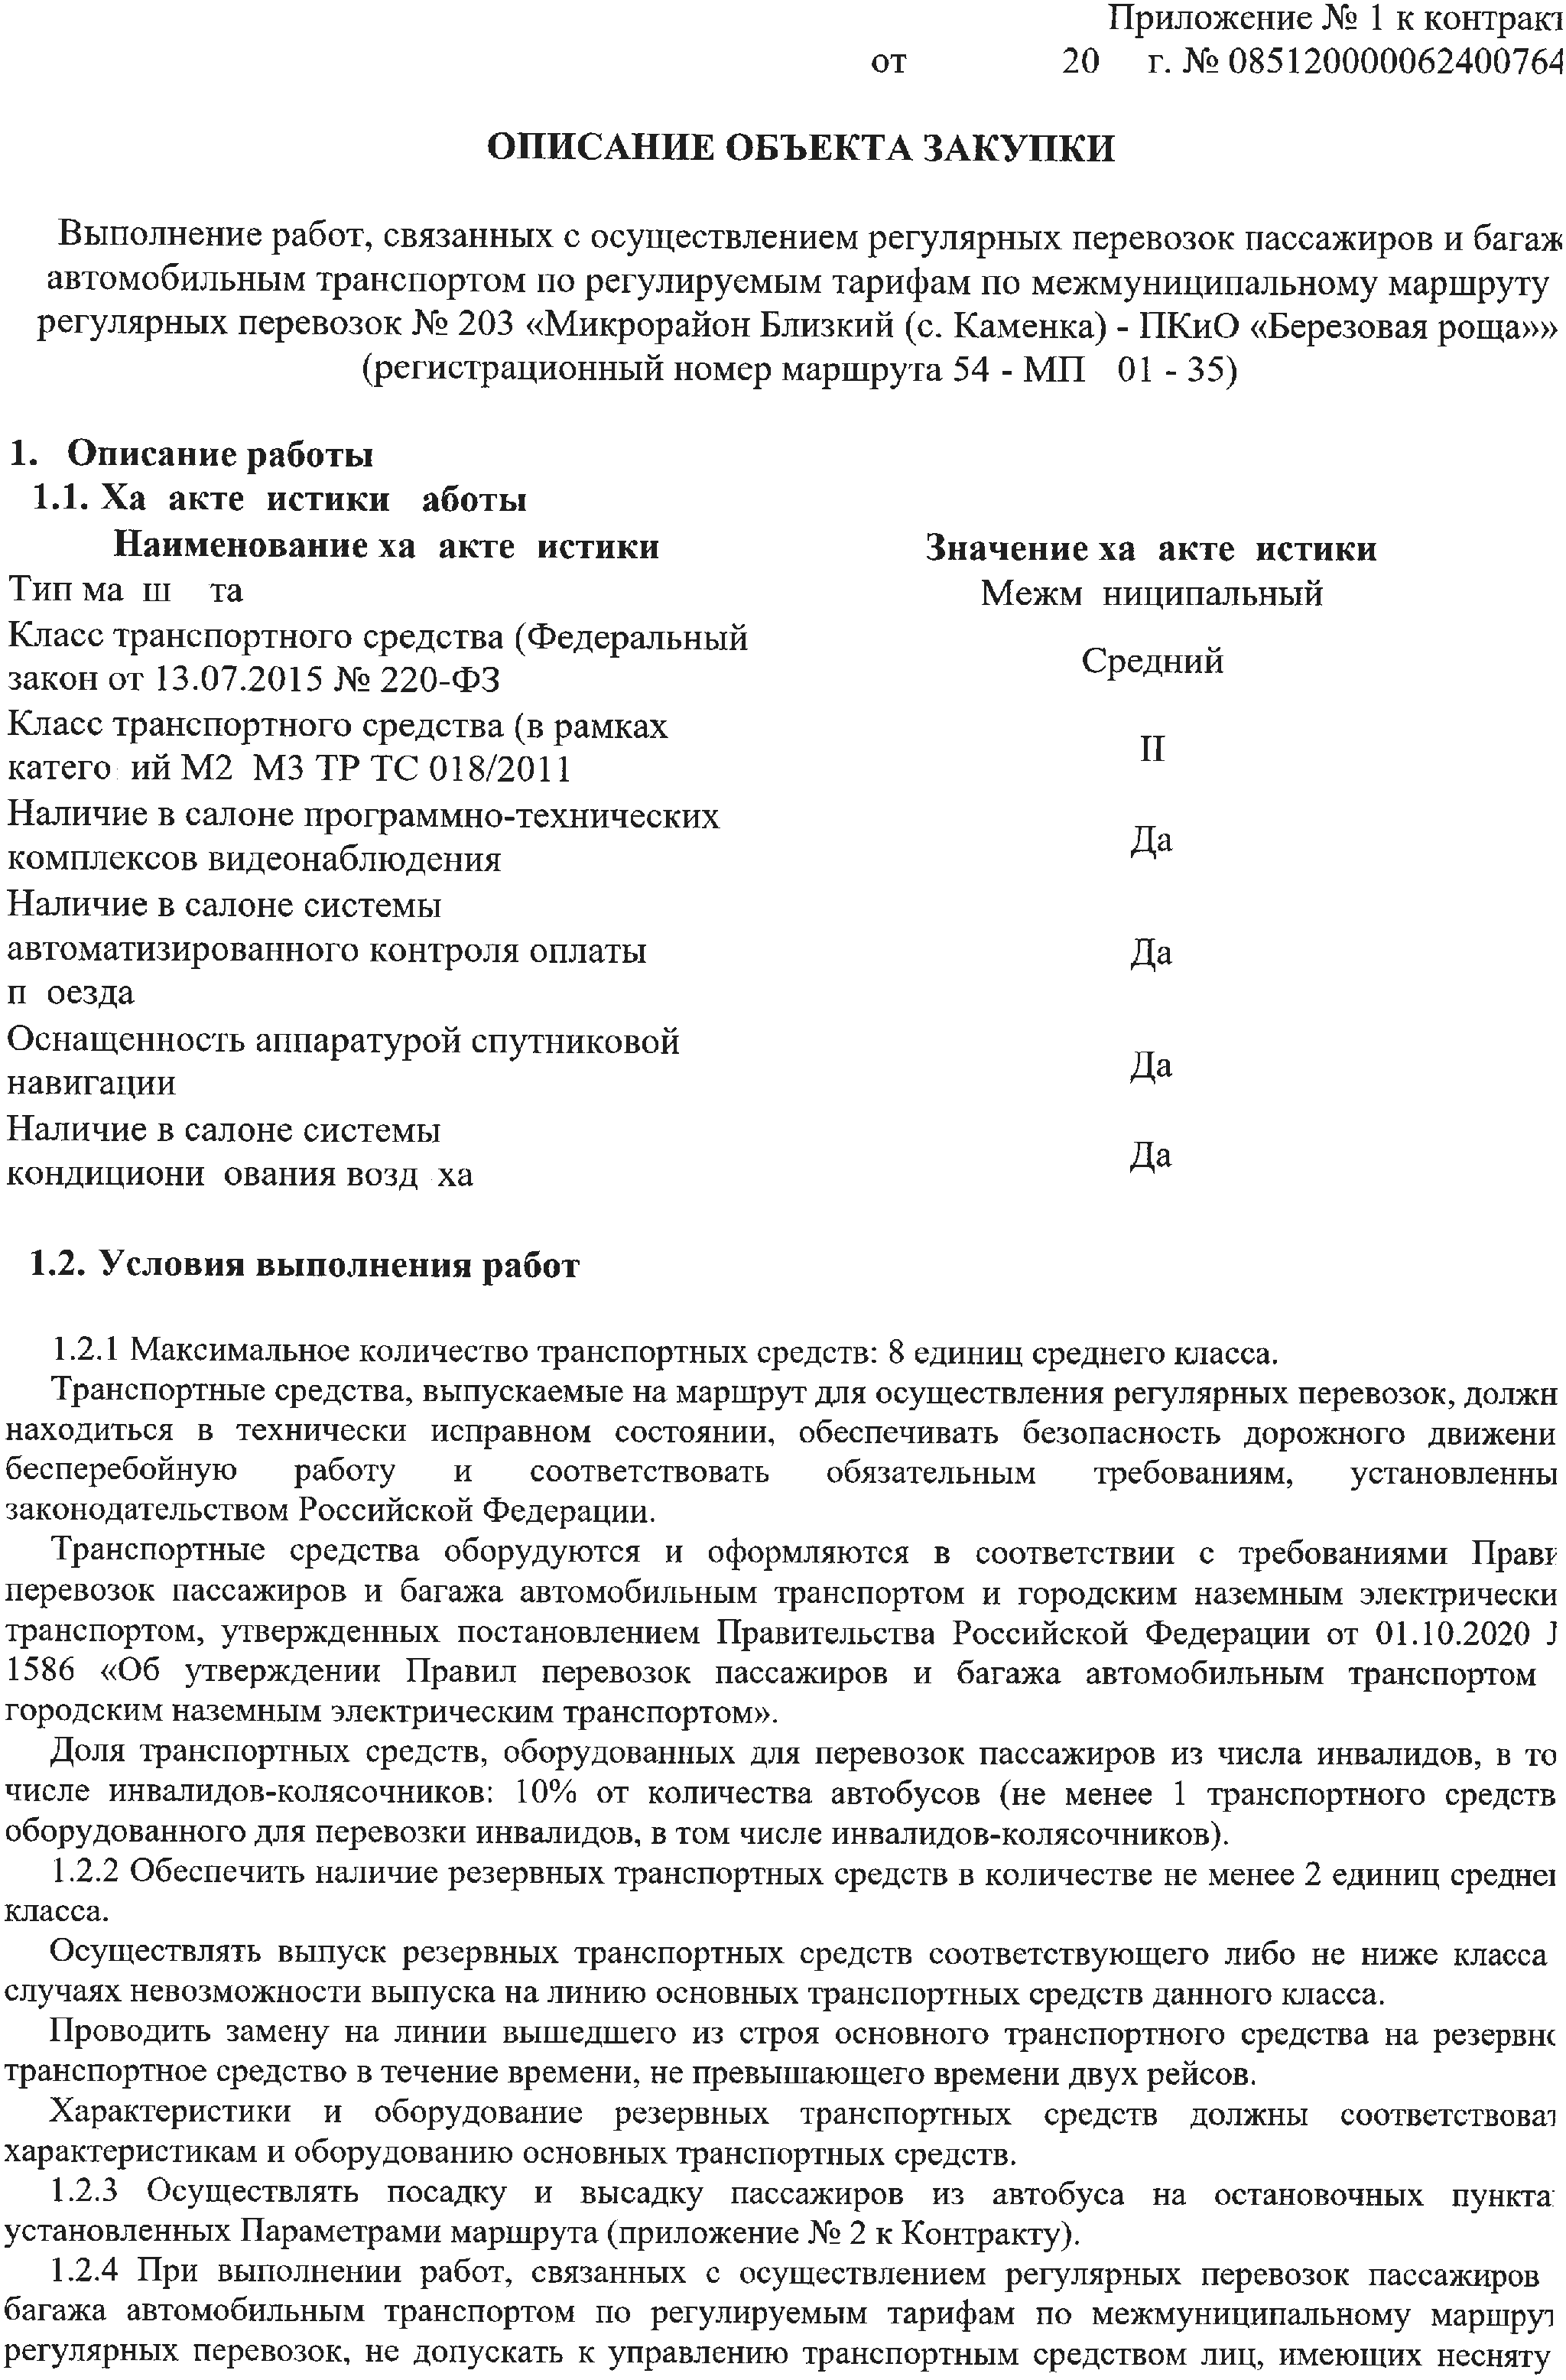 Приложение № 1 к контракт
от 20 г. № 085120000062400764
ОПИСАНИЕ ОБЪЕКТА ЗАКУПКИ
Выполнение работ, связанных с осуществлением регулярных перевозок пассажиров и багаж
автомобильным транспортом по регулируемым тарифам по межмуниципальному маршруту
регулярных перевозок № 203 «Микрорайон Близкий (с. Каменка) - ПКиО «Березовая роща»»
(регистрационный номер маршрута 54 - МП 01 - 35)
1. Описание работы
1.1. Ха акте истики аботы
Наименование ха акте истики Значение ха акте истики
Тип ма ш та Межм ниципальный
Класс транспортного средства (Федеральный
закон от 13.07.2015 № 220-ФЗ
Средний
Класс транспортного средства (в рамках
катего ий М2 М3 ТР ТС 018/2011
II
Наличие в салоне программно-технических
комплексов видеонаблюдения
Да
Наличие в салоне системы
автоматизированного контроля оплаты
п оезда
Да
Оснащенность аппаратурой спутниковой
навигации
Да
Наличие в салоне системы
кондициони ования возд ха
Да
1.2. Условия выполнения работ
1.2.1 Максимальное количество транспортных средств: 8 единиц среднего класса.
Транспортные средства, выпускаемые на маршрут для осуществления регулярных перевозок, должн
находиться в технически исправном состоянии, обеспечивать безопасность дорожного движени
бесперебойную работу и соответствовать обязательным требованиям, установленны
законодательством Российской Федерации.
Транспортные средства оборудуются и оформляются в соответствии с требованиями Прави
перевозок пассажиров и багажа автомобильным транспортом и городским наземным электрически
транспортом, утвержденных постановлением Правительства Российской Федерации от 01.10.2020
1586 «Об утверждении Правил перевозок пассажиров и багажа автомобильным транспортом
городским наземным электрическим транспортом».
Доля транспортных средств, оборудованных для перевозок пассажиров из числа инвалидов, в то
числе инвалидов-колясочников: 10% от количества автобусов (не менее 1 транспортного средств
оборудованного для перевозки инвалидов, в том числе инвалидов-колясочников).
1.2.2 Обеспечить наличие резервных транспортных средств в количестве не менее 2 единиц среднег
класса.
Осуществлять выпуск резервных транспортных средств соответствующего либо не ниже класса
случаях невозможности выпуска на линию основных транспортных средств данного класса.
Проводить замену на линии вышедшего из строя основного транспортного средства на резервно
транспортное средство в течение времени, не превышающего времени двух рейсов.
Характеристики и оборудование резервных транспортных средств должны соответствоват
характеристикам и оборудованию основных транспортных средств.
1.2.3 Осуществлять посадку и высадку пассажиров из автобуса на остановочных пункта
установленных Параметрами маршрута (приложение № 2 к Контракту).
1.2.4 При выполнении работ, связанных с осуществлением регулярных перевозок пассажиров
багажа автомобильным транспортом по регулируемым тарифам по межмуниципальному маршрут
регулярных перевозок, не допускать к управлению транспортным средством лиц, имеющих несняту